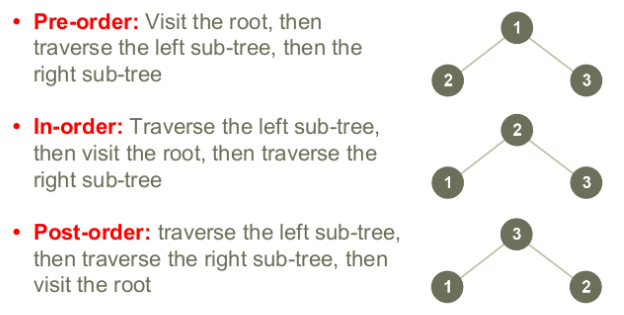 • Pre-order: Visit the root, then
traverse the left sub-tree, then the
right sub-tree
1
2
3
• In-order: Traverse the left sub-tree,
then visit the root, then traverse the
right sub-tree
2
1
3
• Post-order: traverse the left sub-tree,
then traverse the right sub-tree, then
visit the root
3
1
2